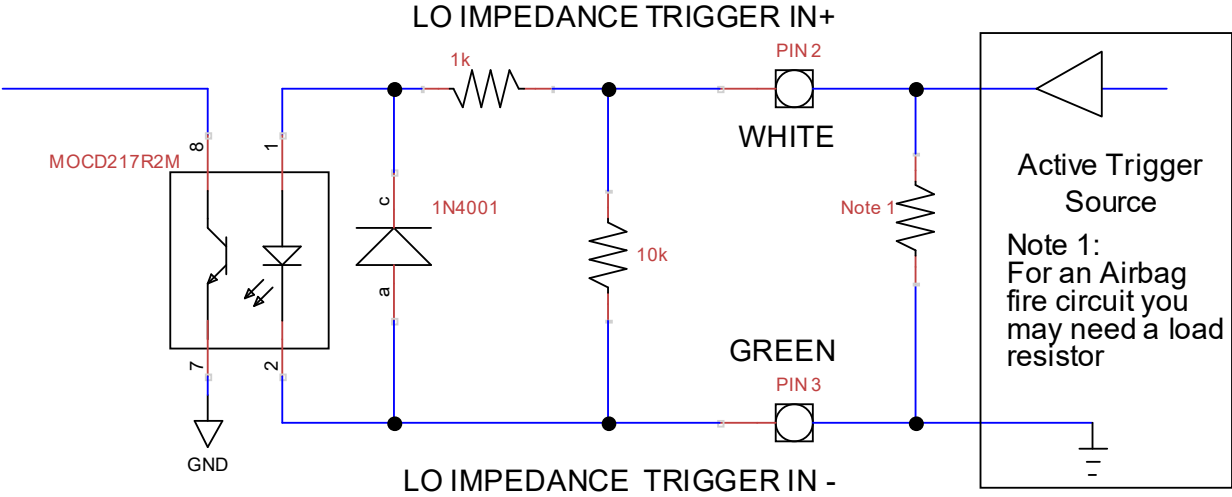 LO IMPEDANCE TRIGGER IN+
1k
PIN 2
WHITE
8
1
MOCD217R2M
c
1N4001
Note 1
Active Trigger
Source
10k
Note 1:
For an Airbag
fire circuit you
may need a load
resistor
a
7
2
GREEN
PIN 3
GND
LO IMPEDANCE TRIGGER IN -